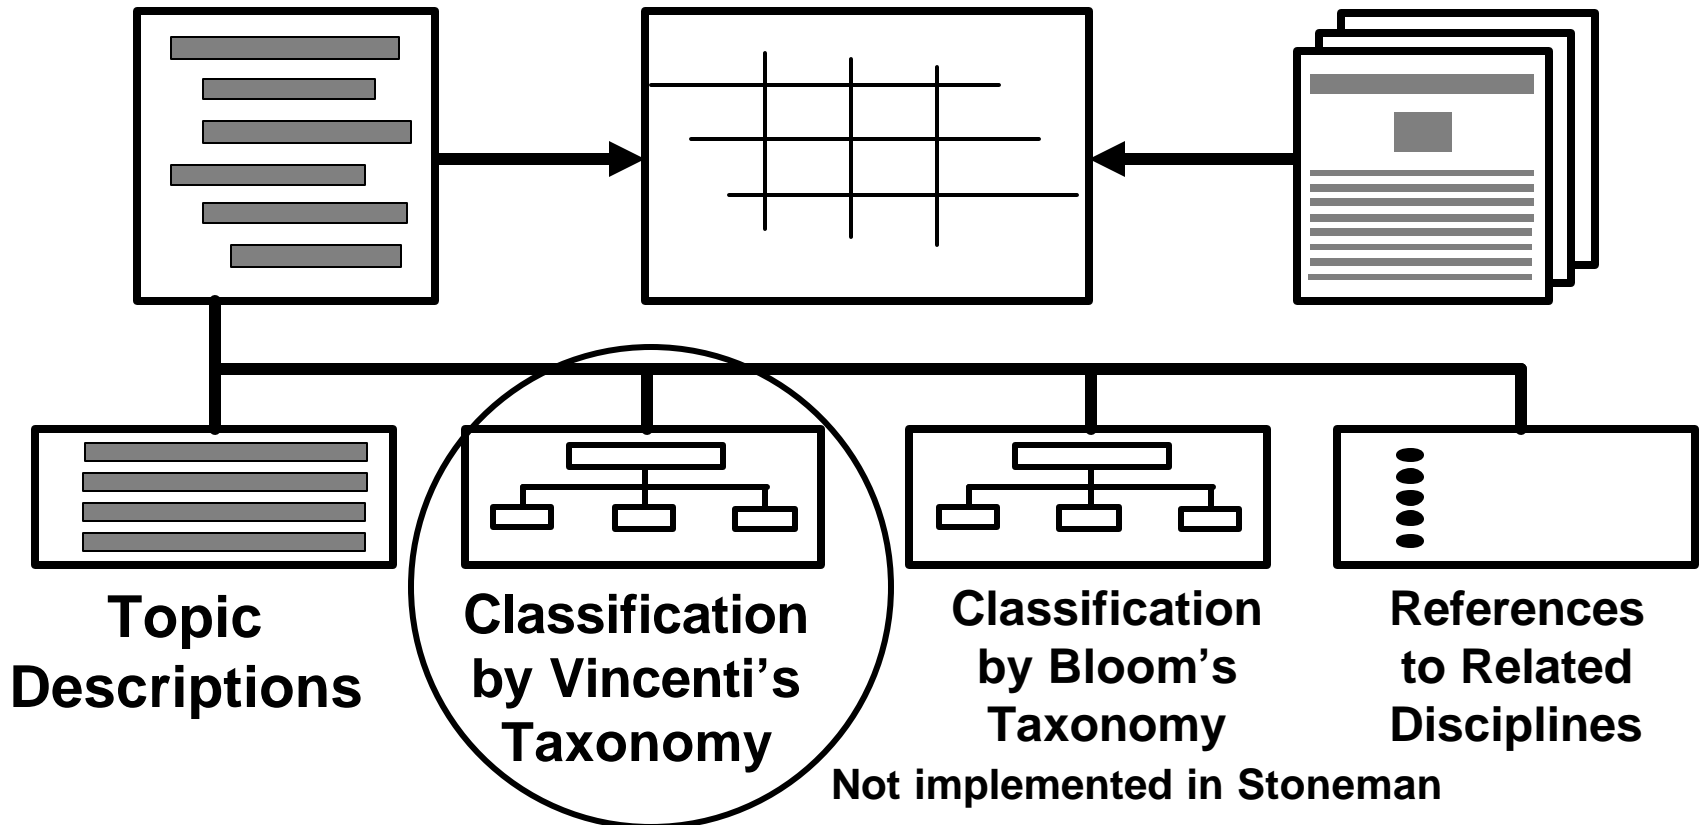 Topic
Descriptions
Classification
by Vincenti’s
Taxonomy
Classification
by Bloom’s
Taxonomy
Not implemented in Stoneman
References
to Related
Disciplines